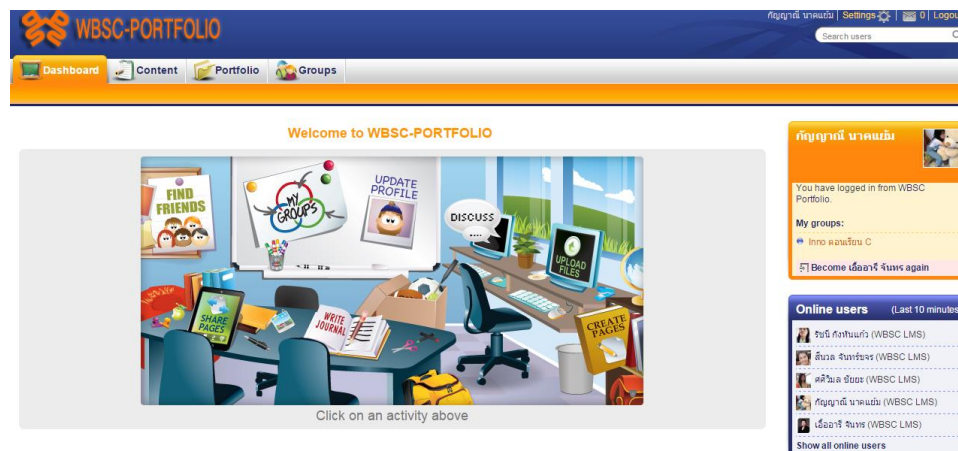 WBSC-PORTFOLIO
กัญญาณี นาคแย้ม | Settings | 0 | Logou
Search users
Dashboard
Content
Portfolio
Groups
Welcome to WBSC-PORTFOLIO
FIND
FRIENDS
MY
GROUPS
UPDATE
PROFILE
DISCUSS
....
UPLOAD
FILES
SHARE
PAGES
WRITE
JOURNAL
CREATE
PAGES
Click on an activity above
กัญญาณี นาคแย้ม
You have logged in from WBSC
Portfolio.
My groups:
Inno ตอนเรียน C
Become เอื้ออารี จันทร again
Online users (Last 10 minutes
รัชนี กังหันแก้ว (WBSC LMS)
สีนวล จันทร์ขจร (WBSC LMS)
ศศิวิมล ชัยยะ (WBSC LMS)
กัญญาณี นาคแย้ม (WBSC LMS)
เอื้ออารี จันทร (WBSC LMS)
Show all online users